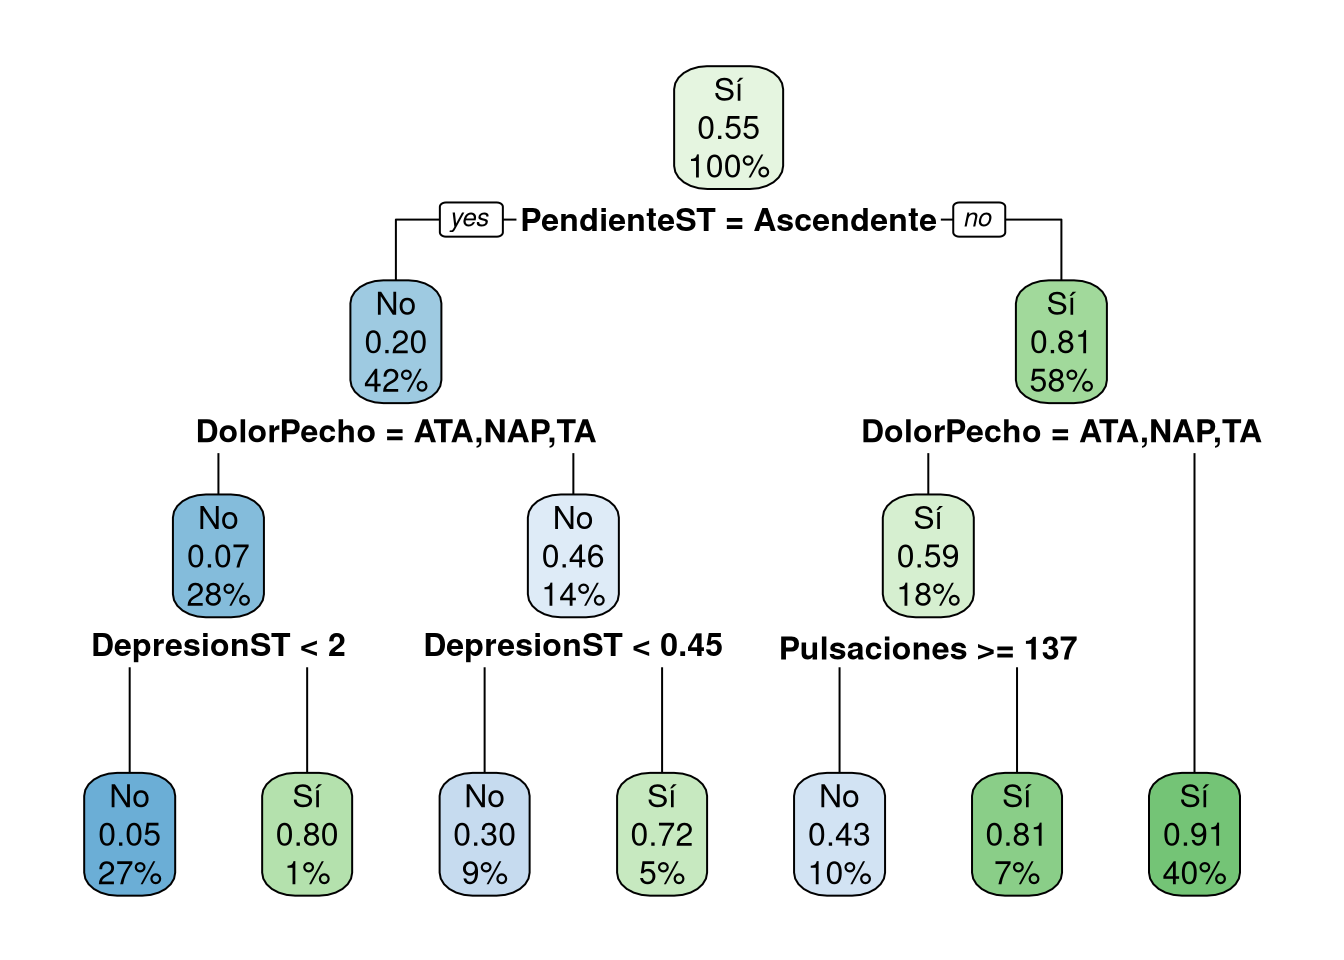 Sí
0.55
100%
yes PendienteST = Ascendente no
No
0.20
42%
Sí
0.81
58%
DolorPecho = ATA,NAP,TA
DolorPecho = ATA,NAP,TA
No
0.07
28%
No
0.46
14%
Sí
0.59
18%
DepresionST < 2
DepresionST < 0.45
Pulsaciones >= 137
No
0.05
27%
Sí
0.80
1%
No
0.30
9%
Sí
0.72
5%
No
0.43
10%
Sí
0.81
7%
Sí
0.91
40%